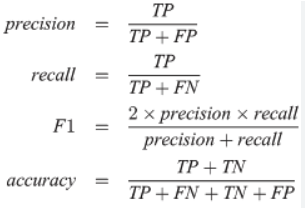 precision = TP / TP + FP
recall = TP / TP + FN
F1 = 2 × precision × recall / precision + recall
accuracy = TP + TN / TP + FN + TN + FP